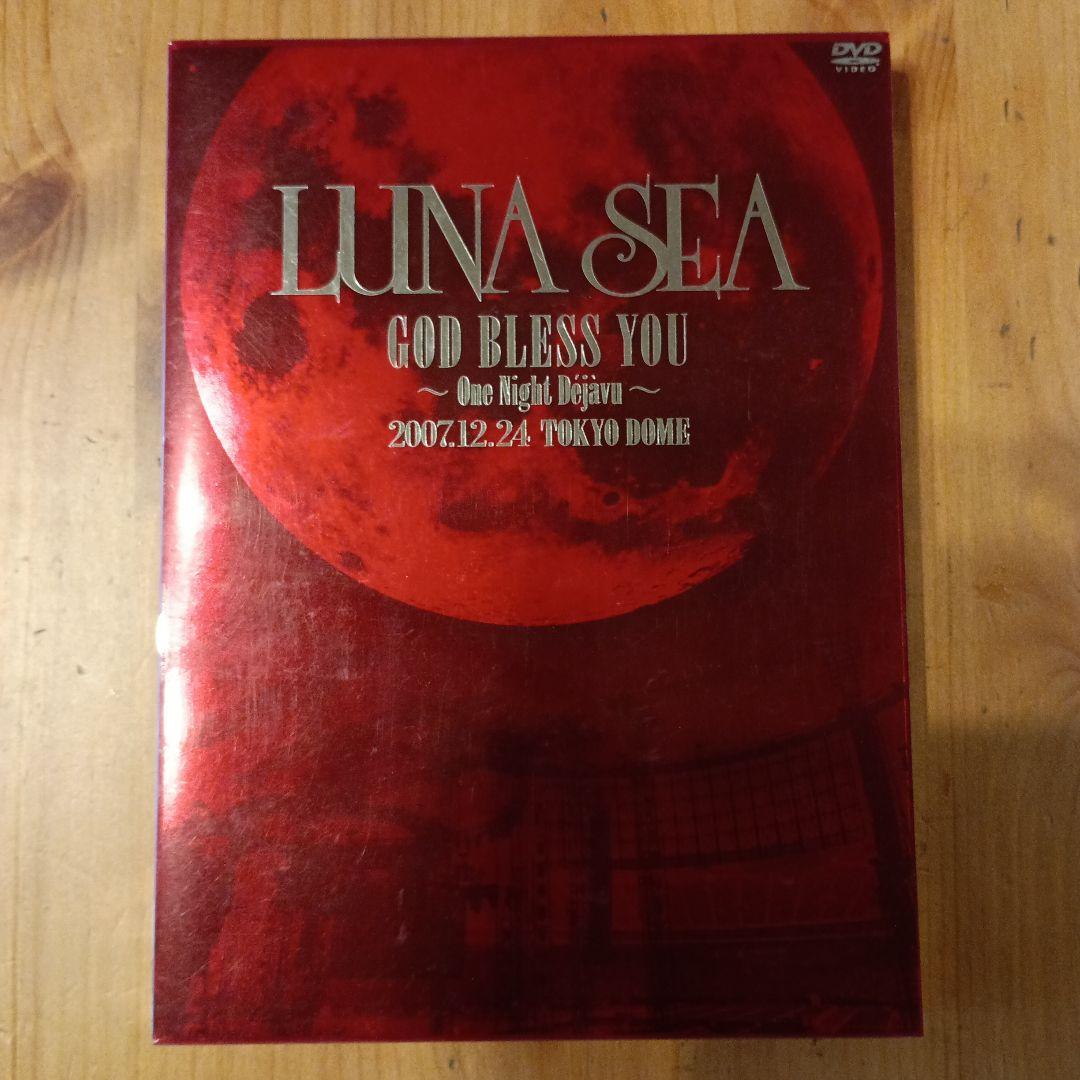 DVD
VIDEO
LUNA SEA
GOD BLESS YOU
～One Night Déjàvu～
2007.12.24 TOKYO DOME